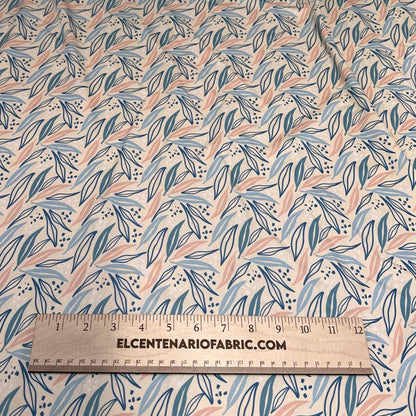 1 2 3 4 5 6 7 8 9 10 11 12
ELCENTENARIOFABRIC.COM